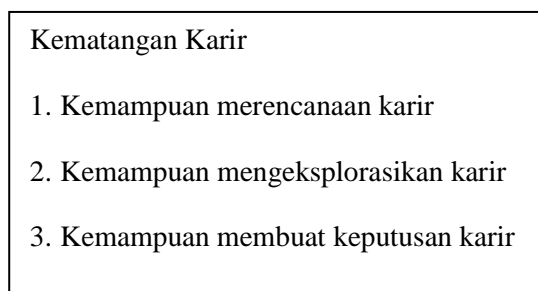 Kematangan Karir
1. Kemampuan merencanaan karir
2. Kemampuan mengeksplorasikan karir
3. Kemampuan membuat keputusan karir